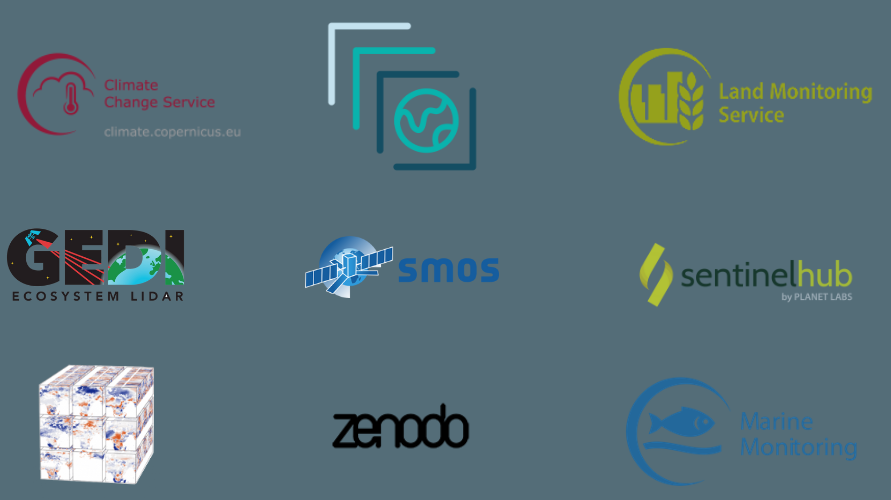 Climate
Change Service
climate.copernicus.eu
Land Monitoring
Service
GEDI
ECOSYSTEM LIDAR
smos
sentinelhub
by PLANET LABS
zenodo
Marine
Monitoring